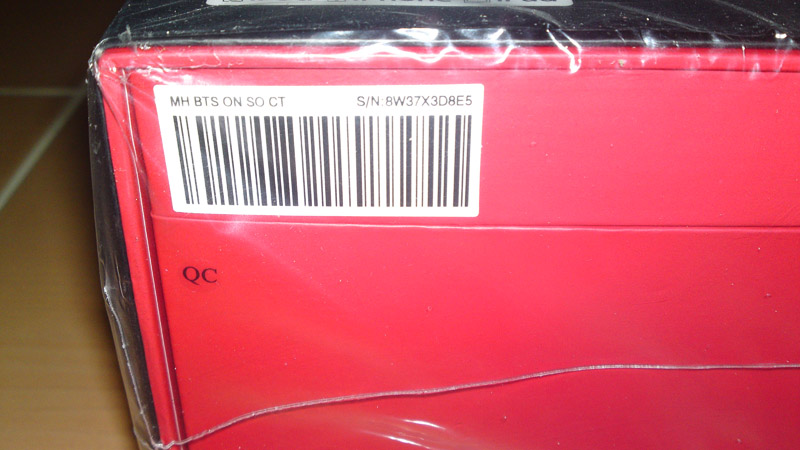 MH BTS ON SO CT S/N:8W37X3D8E5
QC